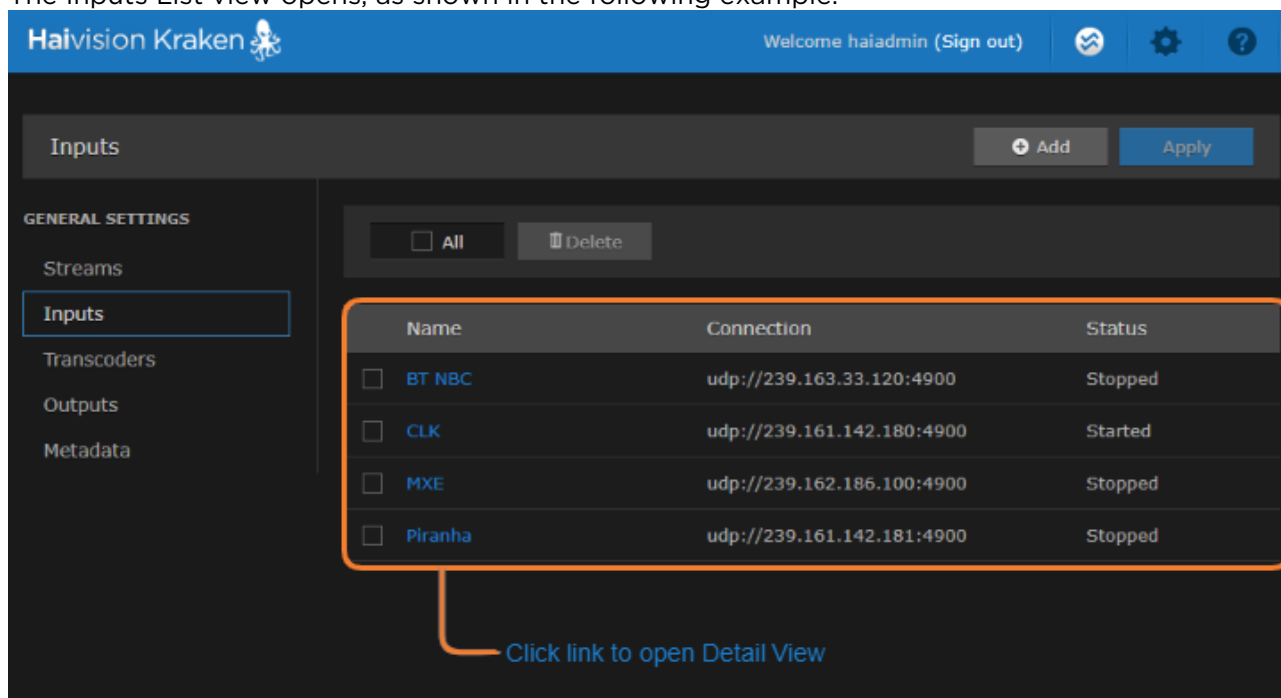 The Inputs List view opens, as shown in the following example.
Haivision Kraken
Welcome haiadmin (Sign out)
Inputs
Add
Apply
GENERAL SETTINGS
Streams
Inputs
Transcoders
Outputs
Metadata
All
Delete
Name Connection Status
BT NBC udp://239.163.33.120:4900 Stopped
CLK udp://239.161.142.180:4900 Started
MXE udp://239.162.186.100:4900 Stopped
Piranha udp://239.161.142.181:4900 Stopped
Click link to open Detail View